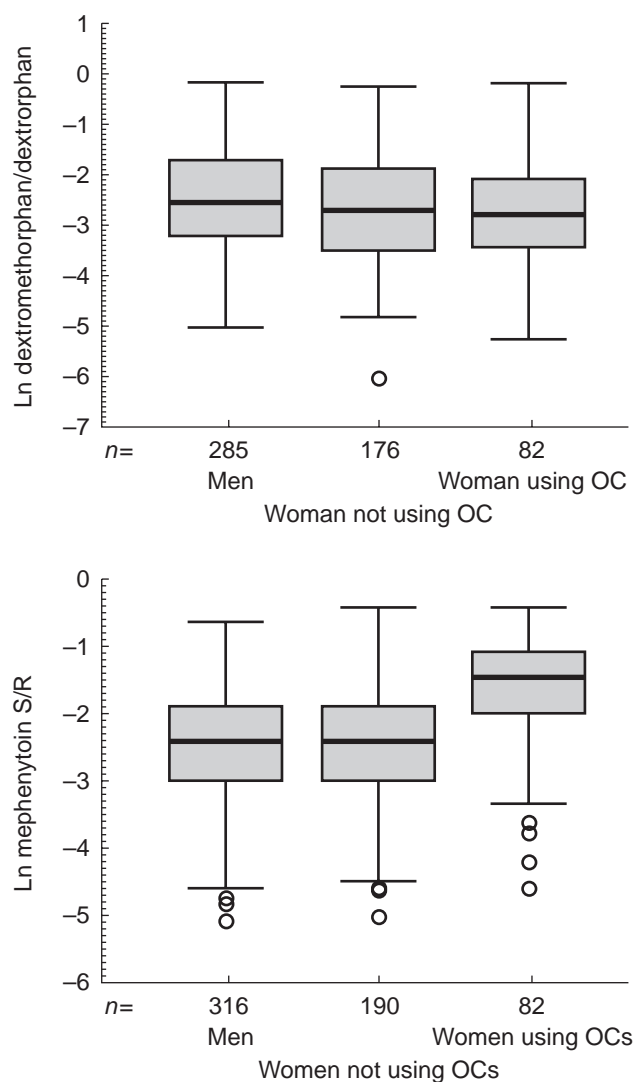 Ln dextromethorphan/dextrorphan
1
0
–1
–2
–3
–4
–5
–6
–7
n= 285 176 82
Men Woman using OC
Woman not using OC
Ln mephenytoin S/R
0
–1
–2
–3
–4
–5
–6
n= 316 190 82
Men Women using OCs
Women not using OCs